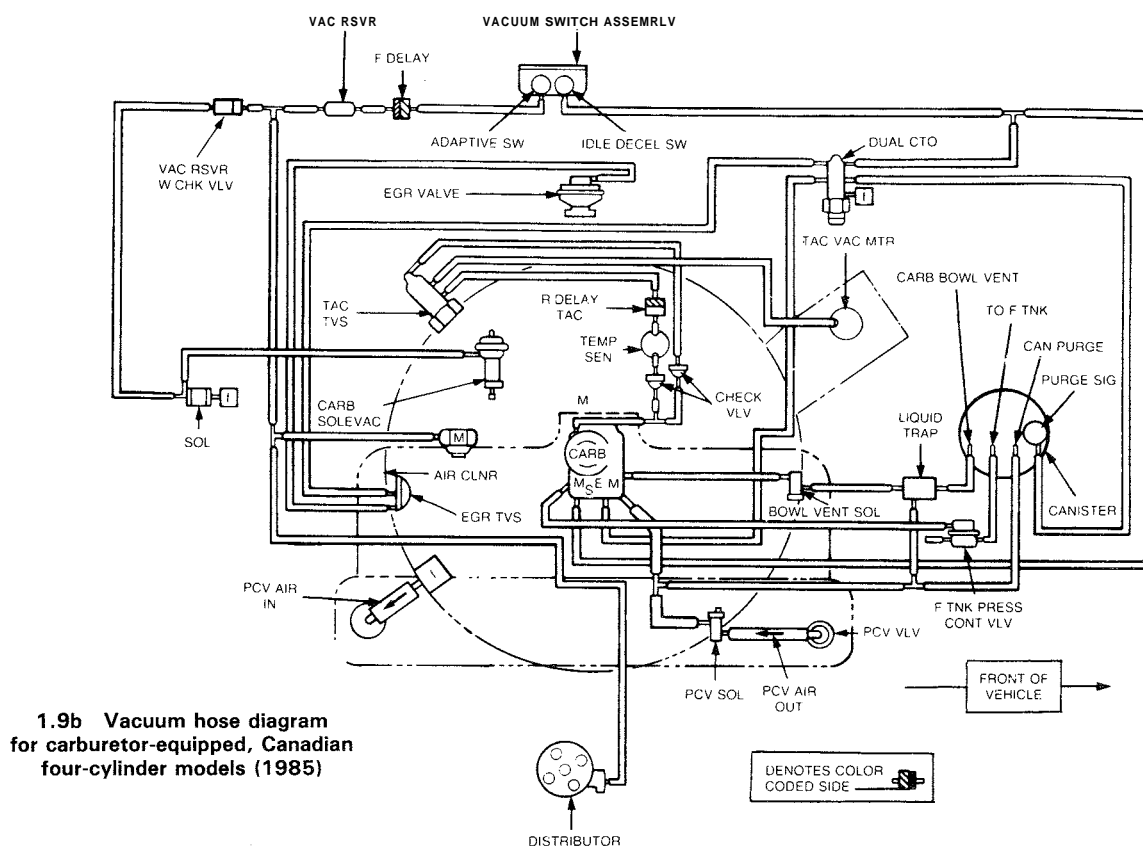 VAC RSVR
VACUUM SWITCH ASSEMRLV
F DELAY
ADAPTIVE SW
IDLE DECEL SW
DUAL CTO
VAC RSVR
W CHK VLV
EGR VALVE
TAC VAC MTR
CARB BOWL VENT
TO F TNK
CAN PURGE
PURGE SIG
TAC
TVS
R DELAY
TAC
TEMP
SEN
CHECK
VLV
M
LIQUID
TRAP
SOL
CARB
SOLEVAC
M
CARB
M S E M
AIR CLNR
EGR TVS
BOWL VENT SOL
CANISTER
PCV AIR
IN
F TNK PRESS
CONT VLV
PCV VLV
PCV SOL
PCV AIR
OUT
FRONT OF
VEHICLE
1.9b Vacuum hose diagram
for carburetor-equipped, Canadian
four-cylinder models (1985)
DENOTES COLOR
CODED SIDE
DISTRIBUTOR